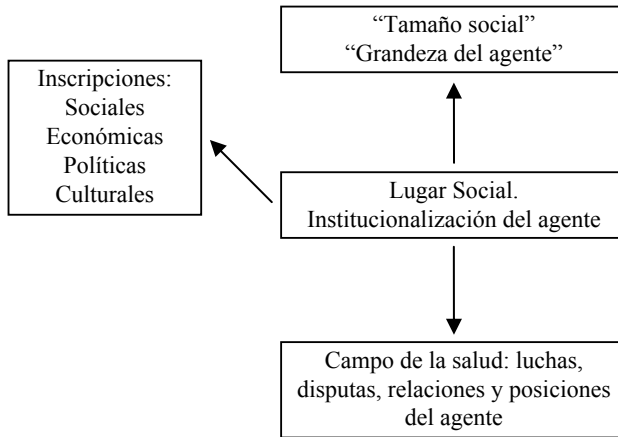 “Tamaño social”
“Grandeza del agente”
Inscripciones:
Sociales
Económicas
Políticas
Culturales
Lugar Social.
Institucionalización del agente
Campo de la salud: luchas,
disputas, relaciones y posiciones
del agente